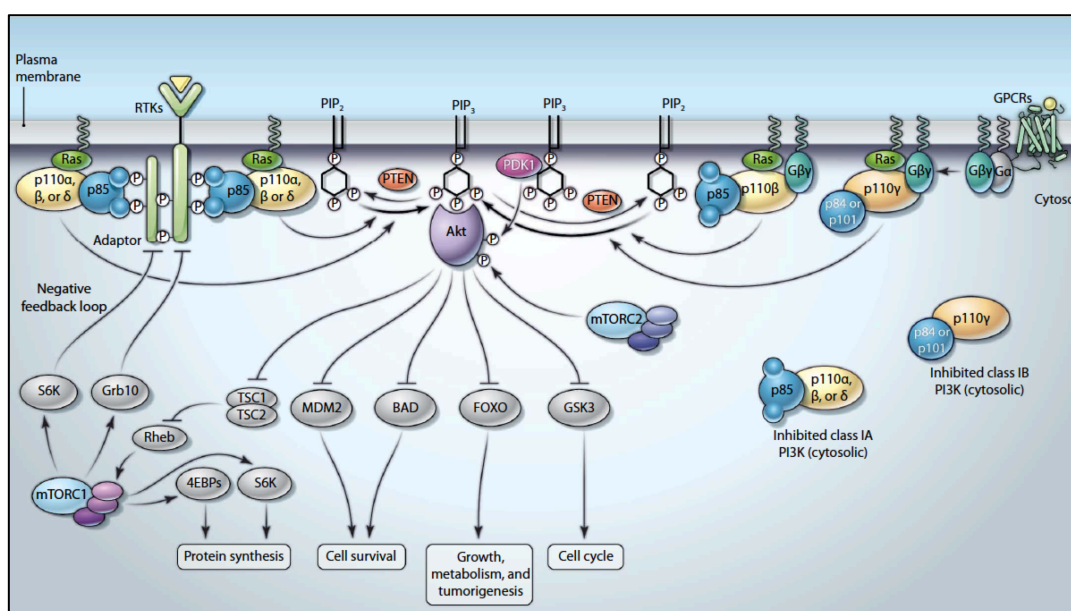 Plasma
membrane
RTKs
PIP2
PIP3
PIP3
PIP2
GPCRs
Ras
Ras
Ras
Ras
PTEN
PDK1
PTEN
Gβγ
Gβγ
Gβγ
Gα
p110α,
β, or δ
p85
P
P
P
P
P
Adaptor
p85
p110α,
β, or δ
P
P
P
P
P
P
P
P
P
P
P
P
P
P
Akt
P
P
p85
p110β
p110γ
p84 or
p101
Cytoso
Negative
feedback loop
mTORC2
p84 or
p101
p110γ
Inhibited class IB
PI3K (cytosolic)
p85
p110α,
β, or δ
Inhibited class IA
PI3K (cytosolic)
S6K
Grb10
TSC1
TSC2
MDM2
BAD
FOXO
GSK3
Rheb
mTORC1
4EBPs
S6K
Protein synthesis
Cell survival
Growth,
metabolism, and
tumorigenesis
Cell cycle